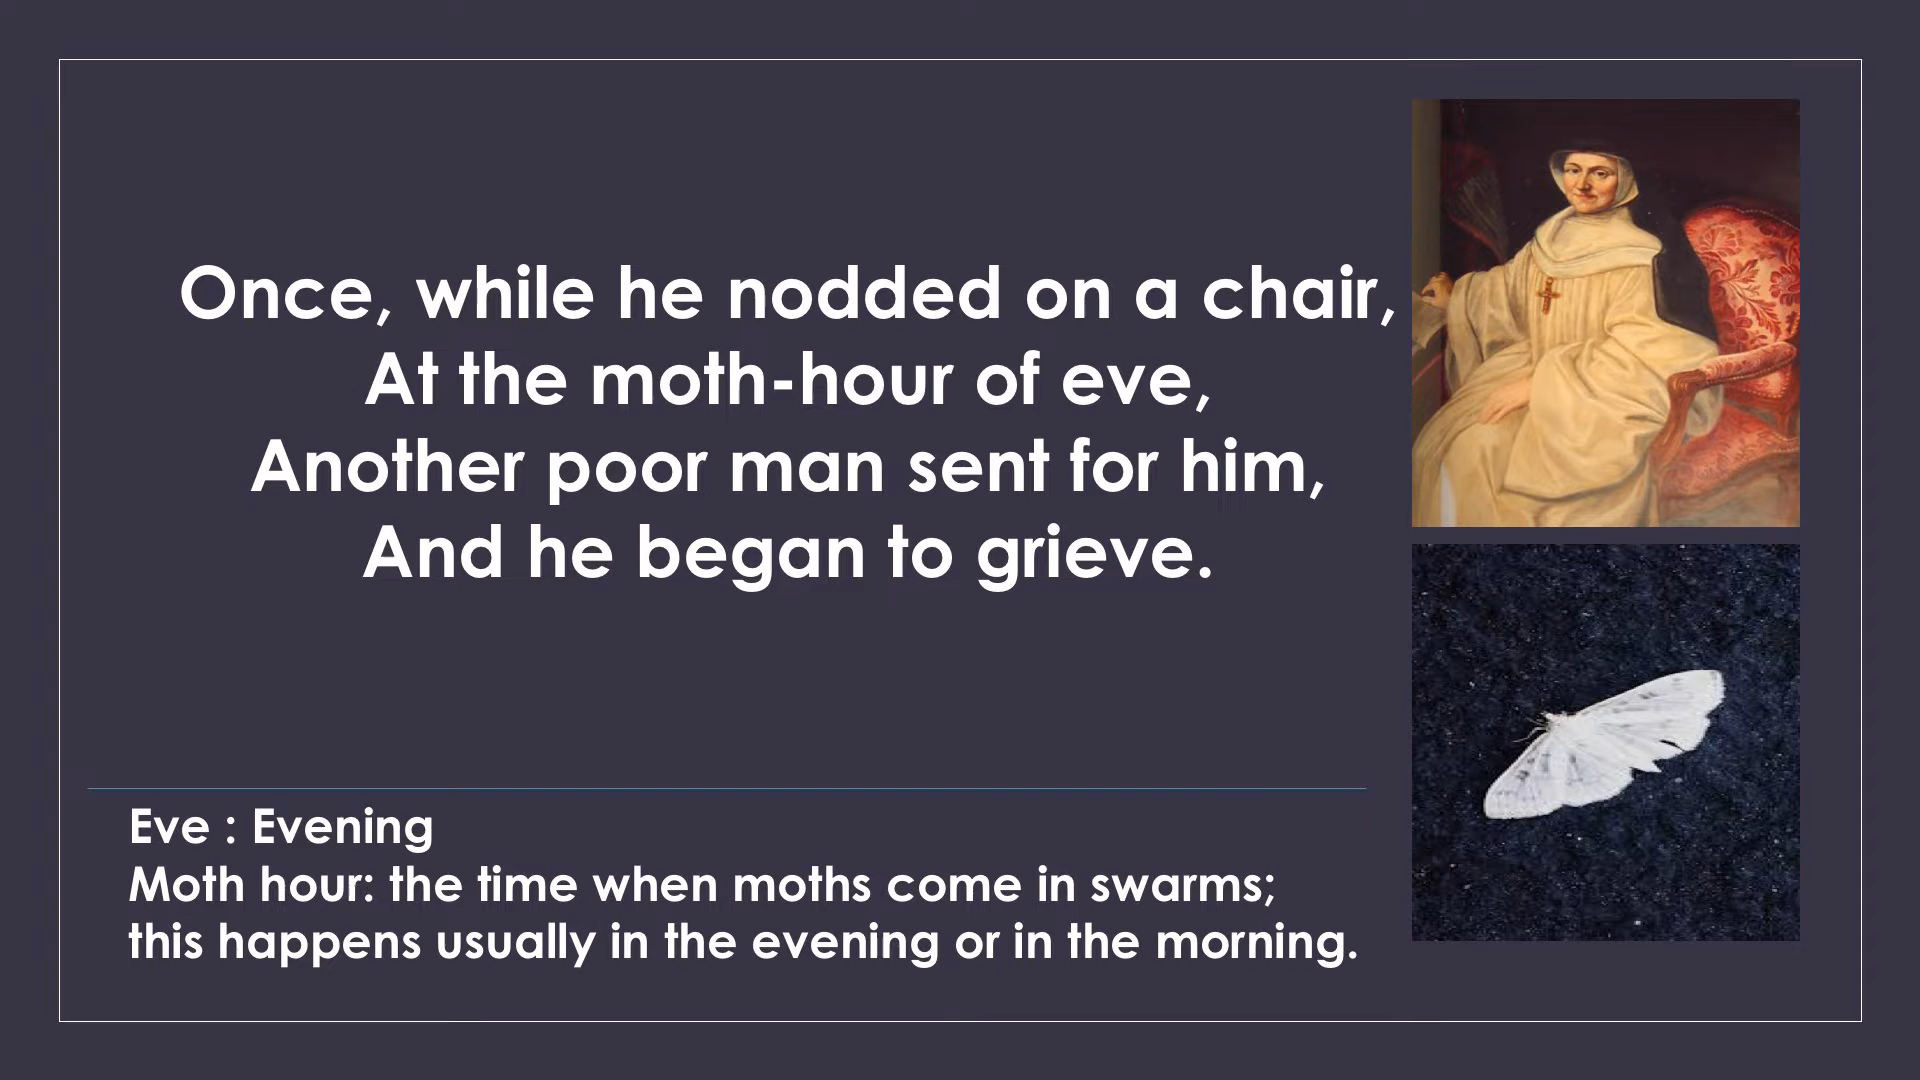 Once, while he nodded on a chair,
At the moth-hour of eve,
Another poor man sent for him,
And he began to grieve.
Eve : Evening
Moth hour: the time when moths come in swarms;
this happens usually in the evening or in the morning.